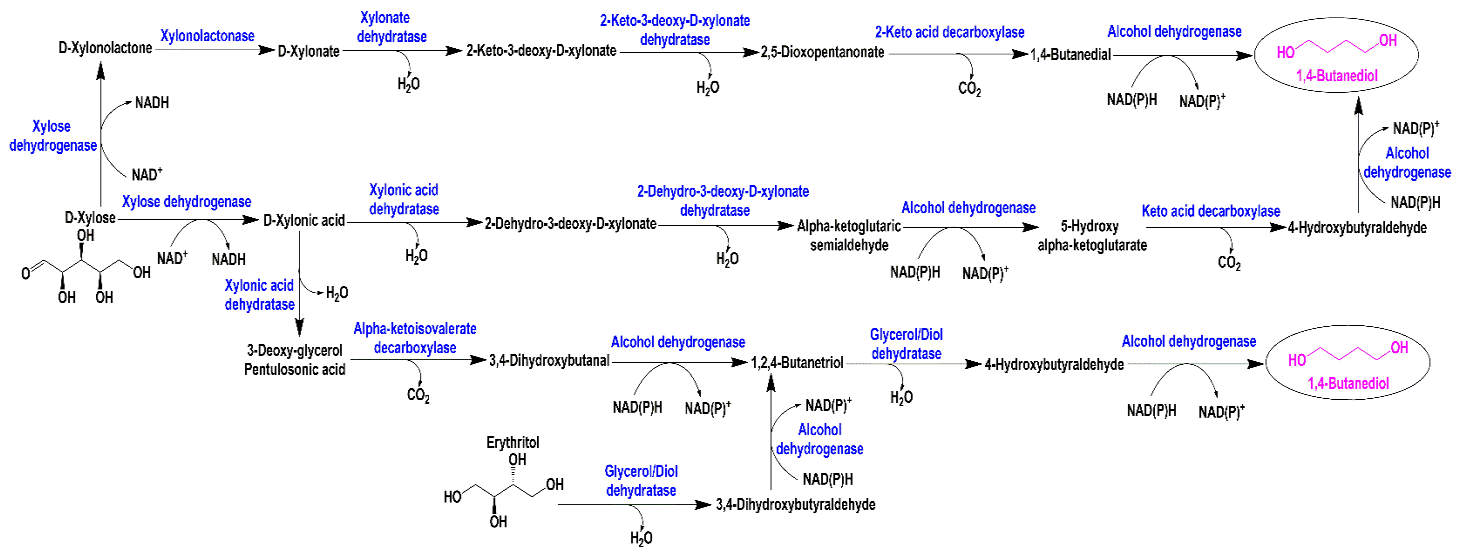 Xylonate
dehydratase
2-Keto-3-deoxy-D-xylonate
dehydratase
2-Keto acid decarboxylase
Alcohol dehydrogenase
Xylonolactonase
D-Xylonolactone
D-Xylonate
2-Keto-3-deoxy-D-xylonate
2,5-Dioxopentanonate
1,4-Butanedial
HO
OH
1,4-Butanediol
H2O
H2O
CO2
NAD(P)H
NAD(P)+
NADH
Xylose
dehydrogenase
NAD+
NAD(P)+
Alcohol
dehydrogenase
NAD(P)H
D-Xylose
Xylose dehydrogenase
D-Xylonic acid
Xylonic acid
dehydratase
2-Dehydro-3-deoxy-D-xylonate
2-Dehydro-3-deoxy-D-xylonate
dehydratase
Alpha-ketoglutaric
semialdehyde
Alcohol dehydrogenase
5-Hydroxy
alpha-ketoglutarate
Keto acid decarboxylase
4-Hydroxybutyraldehyde
NAD+
NADH
H2O
H2O
NAD(P)H
NAD(P)+
CO2
OH
O
OH
OH
OH
Xylonic acid
dehydratase
H2O
3-Deoxy-glycerol
Pentulosonic acid
Alpha-ketoisovalerate
decarboxylase
3,4-Dihydroxybutanal
Alcohol dehydrogenase
1,2,4-Butanetriol
Glycerol/Diol
dehydratase
4-Hydroxybutyraldehyde
Alcohol dehydrogenase
HO
OH
1,4-Butanediol
CO2
NAD(P)H
NAD(P)+
H2O
NAD(P)H
NAD(P)+
NAD(P)+
Alcohol
dehydrogenase
NAD(P)H
Erythritol
OH
HO
OH
OH
Glycerol/Diol
dehydratase
H2O
3,4-Dihydroxybutyraldehyde